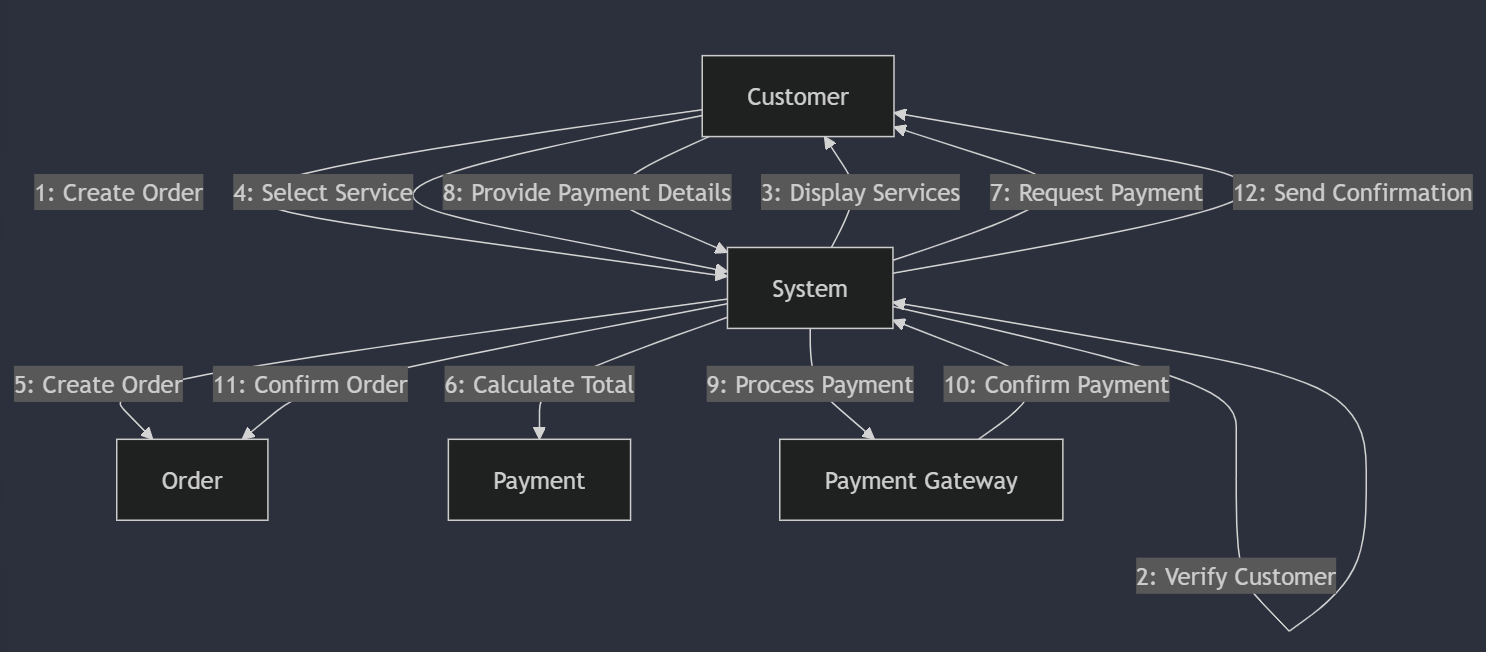 Customer
1: Create Order
4: Select Service
8: Provide Payment Details
3: Display Services
7: Request Payment
12: Send Confirmation
System
5: Create Order
11: Confirm Order
6: Calculate Total
9: Process Payment
10: Confirm Payment
Order
Payment
Payment Gateway
2: Verify Customer